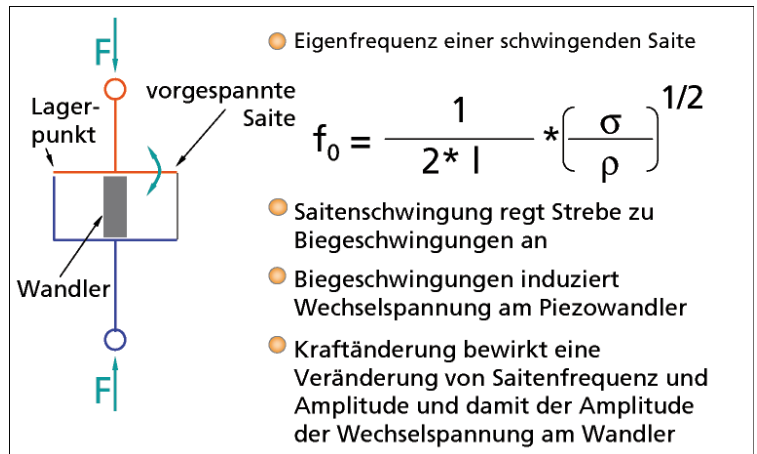 F
Lager-
punkt
vorgespannte
Saite
Wandler
F
Eigenfrequenz einer schwingenden Saite
f₀ = 1 / 2* l *(σ / ρ)^1/2
Saitenschwingung regt Strebe zu
Biegeschwingungen an
Biegeschwingungen induziert
Wechselspannung am Piezowandler
Kraftänderung bewirkt eine
Veränderung von Saitenfrequenz und
Amplitude und damit der Amplitude
der Wechselspannung am Wandler